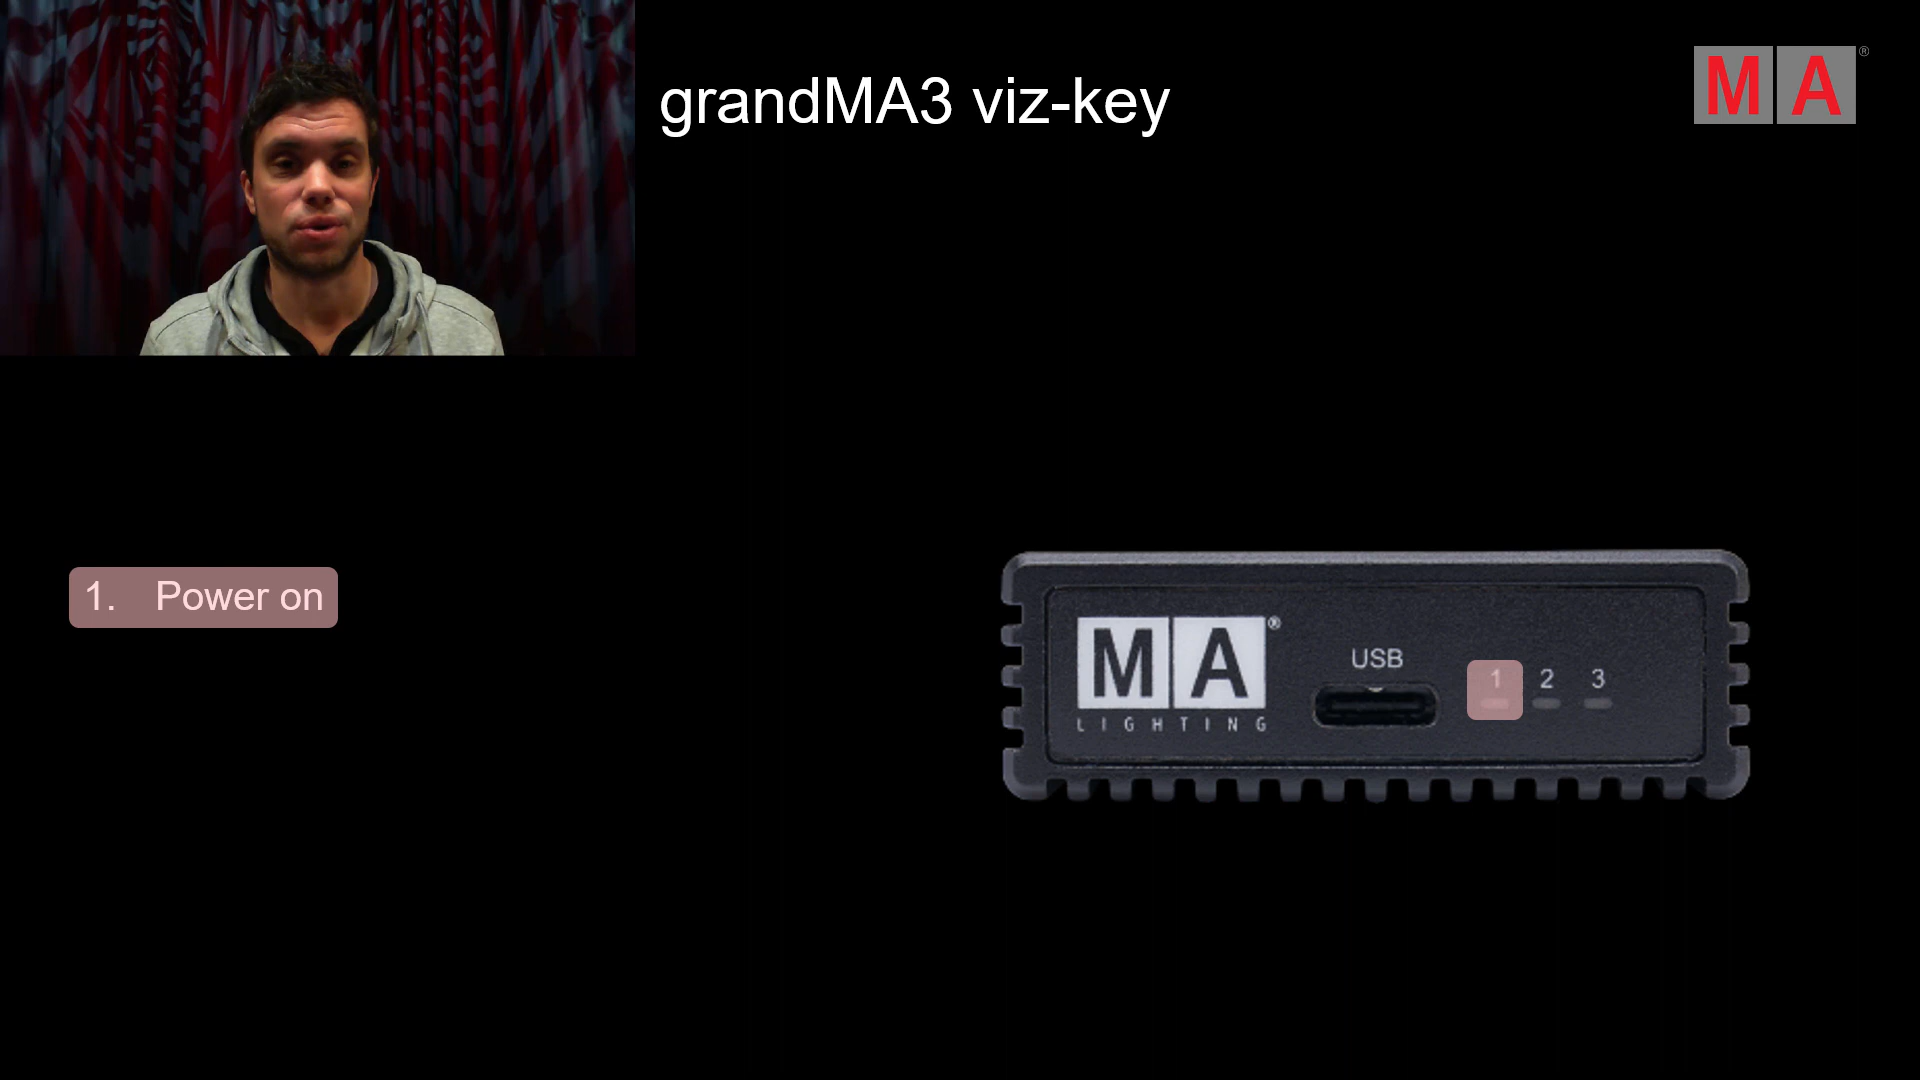 grandMA3 viz-key
MA®
1. Power on
MA®
LIGHTING
USB
1 2 3